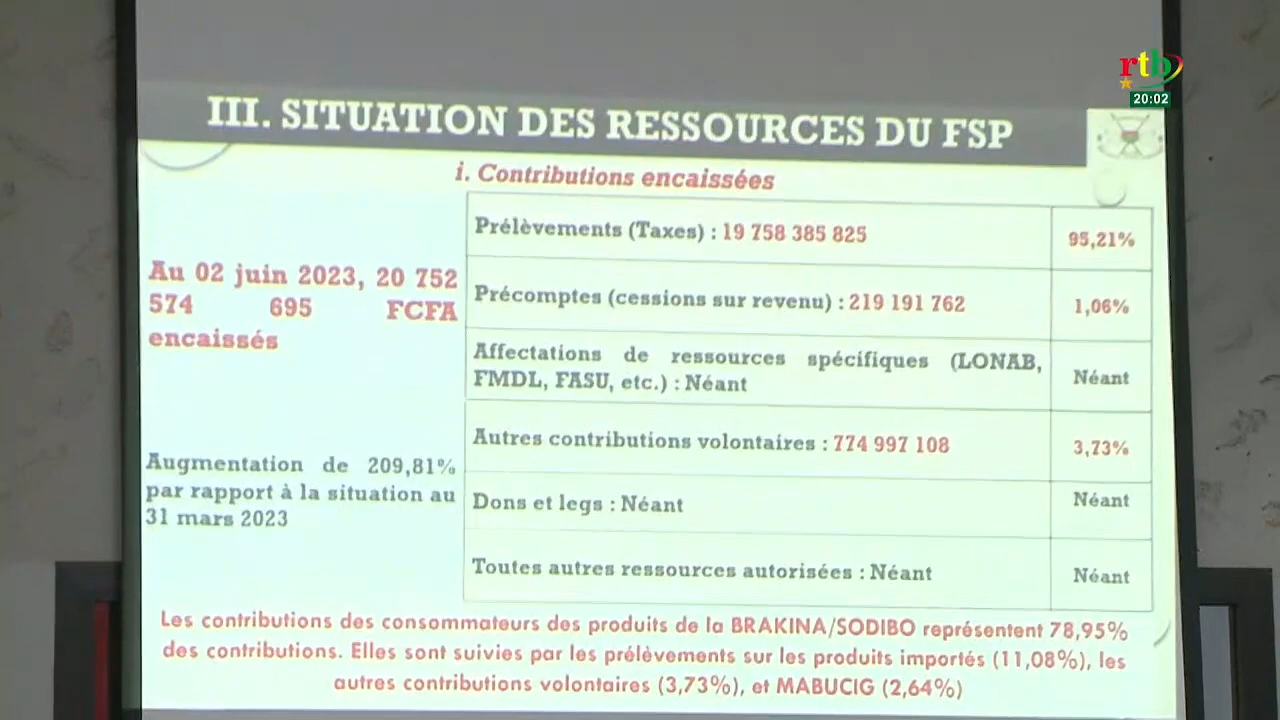 rtb
20:02
III. SITUATION DES RESSOURCES DU FSP
i. Contributions encaissées
Au 02 juin 2023, 20 752
574 695 FCFA
encaissés
Augmentation de 209,81%
par rapport à la situation au
31 mars 2023
Prélèvements (Taxes) : 19 758 385 825
95,21%
Précomptes (cessions sur revenu) : 219 191 762
1,06%
Affectations de ressources spécifiques (LONAB,
FMDL, FASU, etc.) : Néant
Néant
Autres contributions volontaires : 774 997 108
3,73%
Dons et legs : Néant
Néant
Toutes autres ressources autorisées : Néant
Néant
Les contributions des consommateurs des produits de la BRAKINA/SODIBO représentent 78,95%
des contributions. Elles sont suivies par les prélèvements sur les produits importés (11,08%), les
autres contributions volontaires (3,73%), et MABUCIG (2,64%)